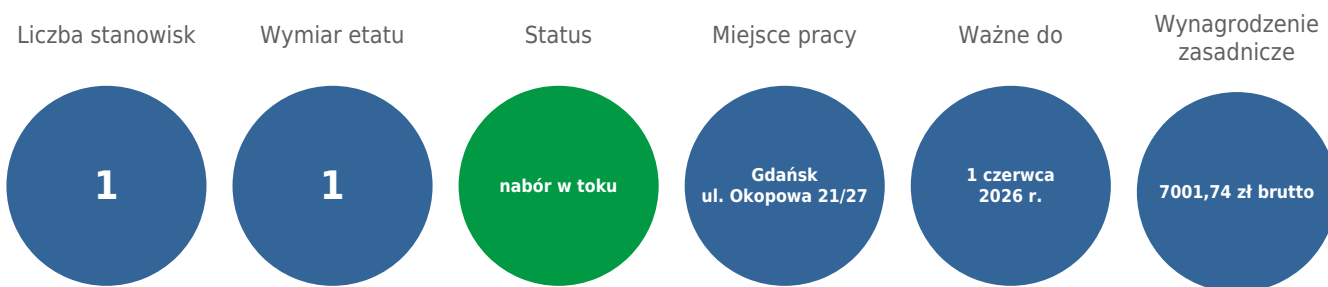 Liczba stanowisk
1
Wymiar etatu
1
Status
nabór w toku
Miejsce pracy
Gdańsk
ul. Okopowa 21/27
Ważne do
1 czerwca
2026 r.
Wynagrodzenie
zasadnicze
7001,74 zł brutto